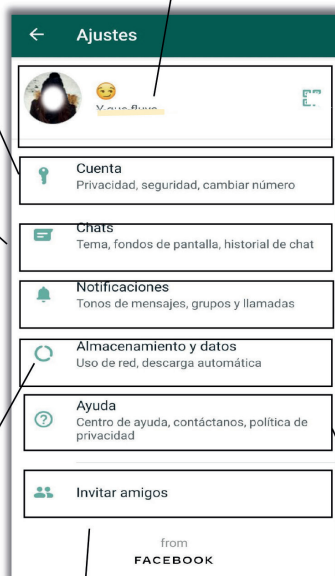 Ajustes
Y que fluya
Cuenta
Privacidad, seguridad, cambiar número
Chats
Tema, fondos de pantalla, historial de chat
Notificaciones
Tonos de mensajes, grupos y llamadas
Almacenamiento y datos
Uso de red, descarga automática
Ayuda
Centro de ayuda, contáctanos, política de
privacidad
Invitar amigos
from
FACEBOOK